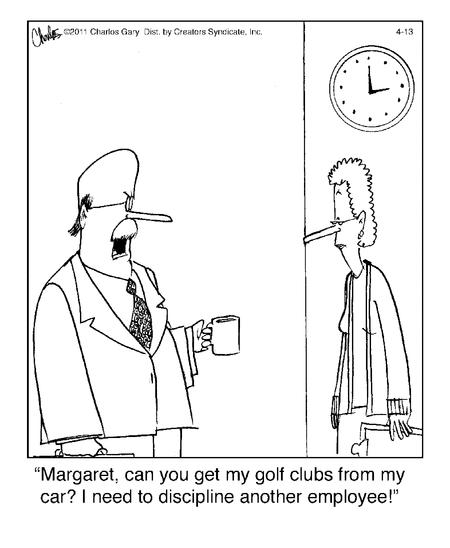 Charlos ©2011 Charlos Gary Dist. by Creators Syndicate, Inc. 4-13
“Margaret, can you get my golf clubs from my
car? I need to discipline another employee!”